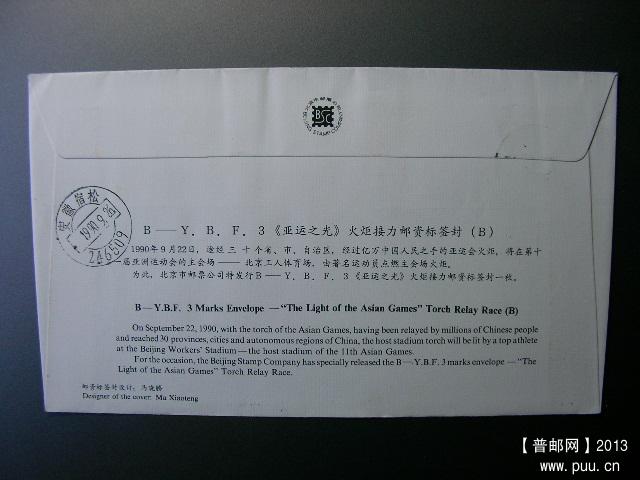 BSC
BEIJING STAMP COMPANY
安徽宿松
1990.9.26
246509
B——Y.B.F.3《亚运之光》火炬接力邮资标签封(B)
1990年9月22日,途经三十个省、市、自治区,经过亿万中国人民之手的亚运会火炬,将在第十
一届亚洲运动会的主会场——北京工人体育场,由著名运动员点燃主会场火炬。
为此,北京市邮票公司特发行B——Y.B.F.3《亚运之光》火炬接力邮资标签封一枚。
B—Y.B.F. 3 Marks Envelope —"The Light of the Asian Games" Torch Relay Race (B)
On September 22, 1990, with the torch of the Asian Games, having been relayed by millions of Chinese people
and reached 30 provinces, cities and autonomous regions of China, the host stadium torch will be lit by a top athlete
at the Beijing Workers' Stadium—the host stadium of the 11th Asian Games.
For the occasion, the Beijing Stamp Company has specially released the B—Y.B.F.3 marks envelope —"The
Light of the Asian Games" Torch Relay Race.
邮资标签封设计:马晓腾
Designer of the cover: Ma Xiaoteng
【普邮网】2013
www.puu.cn